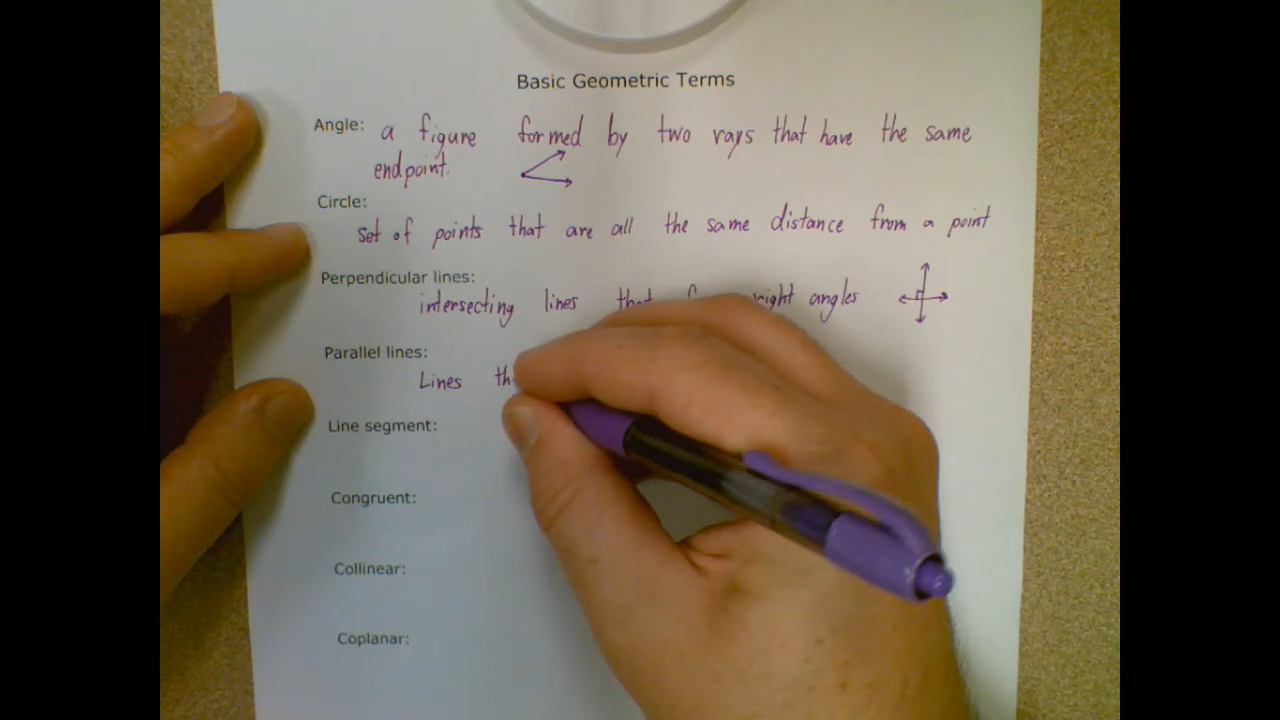 Basic Geometric Terms
Angle: a figure formed by two rays that have the same
endpoint.
Circle:
set of points that are all the same distance from a point
Perpendicular lines:
intersecting lines right angles
Parallel lines:
Lines
Line segment:
Congruent:
Collinear:
Coplanar: